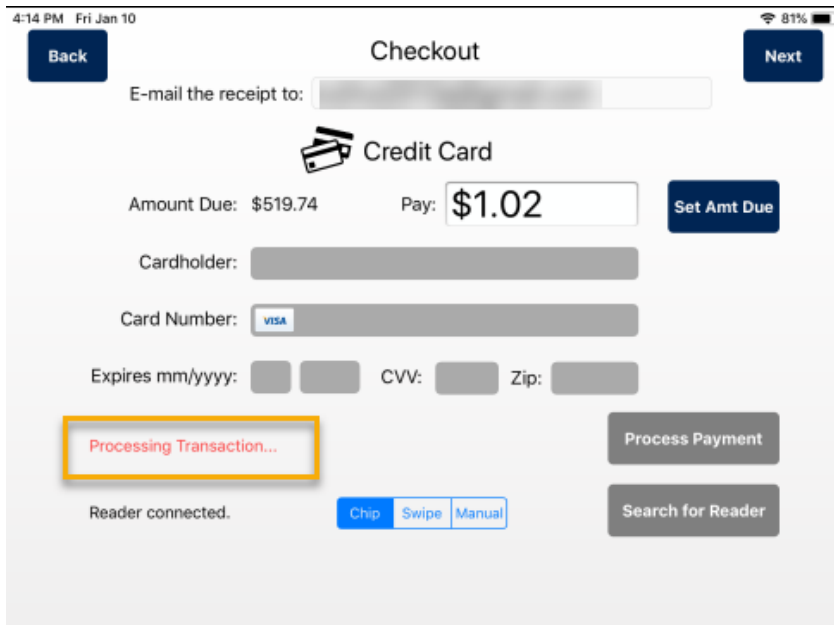 4:14 PM Fri Jan 10 81%
Back Checkout Next
E-mail the receipt to:
Credit Card
Amount Due: $519.74 Pay: $1.02 Set Amt Due
Cardholder:
Card Number: VISA
Expires mm/yyyy: CVV: Zip:
Processing Transaction... Process Payment
Reader connected. Chip Swipe Manual Search for Reader